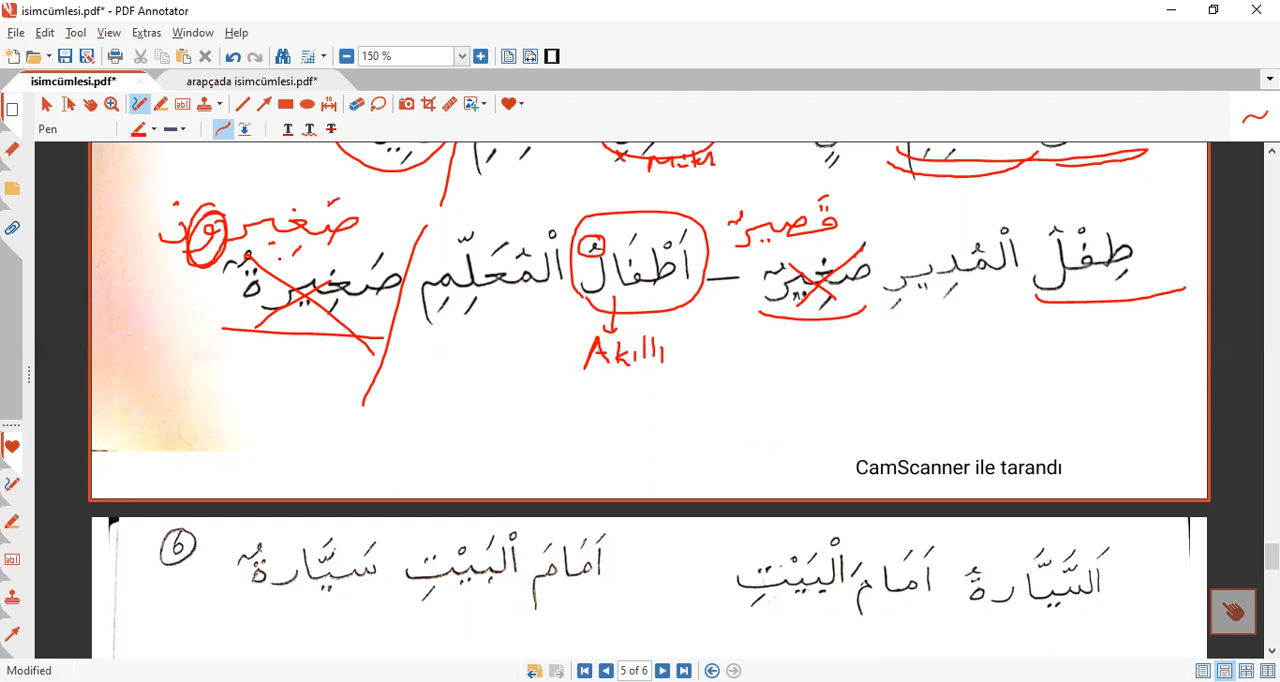 isimcümlesi.pdf* - PDF Annotator
File Edit Tool View Extras Window Help
150 %
isimcümlesi.pdf* arapçada isimcümlesi.pdf*
Pen
قَصِيرٌ صَغِيرُونَ
طِفْلُ الْمُدِيرِ صَغِيرٌ – اَطْفَالُ الْمُعَلِّمِ صَغِيرَةٌ
Akıllı
CamScanner ile tarandı
اَلسَّيَّارَةُ اَمَامَ الْبَيْتِ اَمَامَ الْبَيْتِ سَيَّارَةٌ 6
Modified 5 of 6